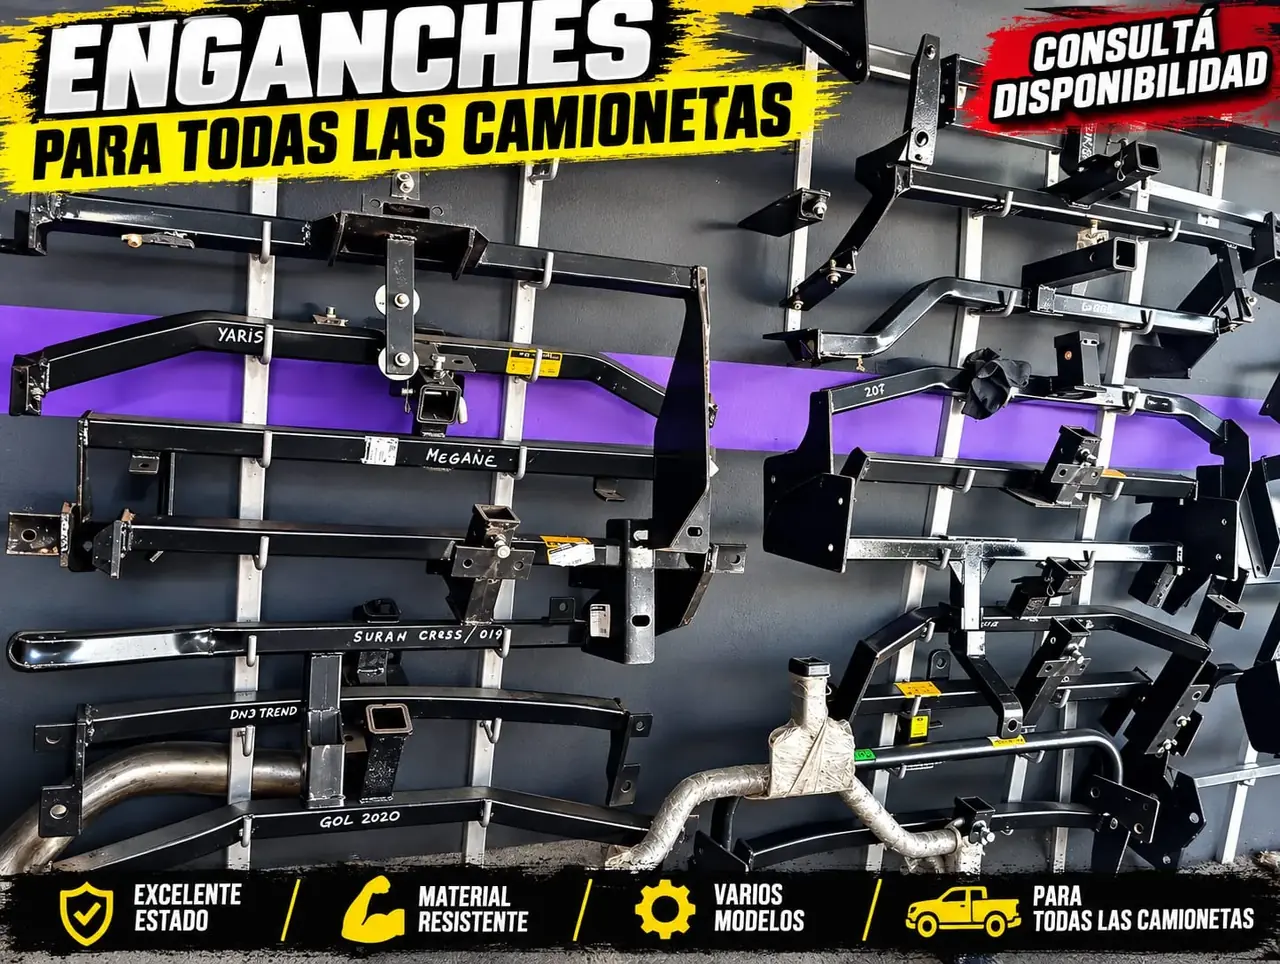 ENGANCHES
PARA TODAS LAS CAMIONETAS
CONSULTÁ
DISPONIBILIDAD
YARIS
207
MEGANE
SURAN CROSS/019
TREND
GOL 2020
EXCELENTE
ESTADO
MATERIAL
RESISTENTE
VARIOS
MODELOS
PARA
TODAS LAS CAMIONETAS